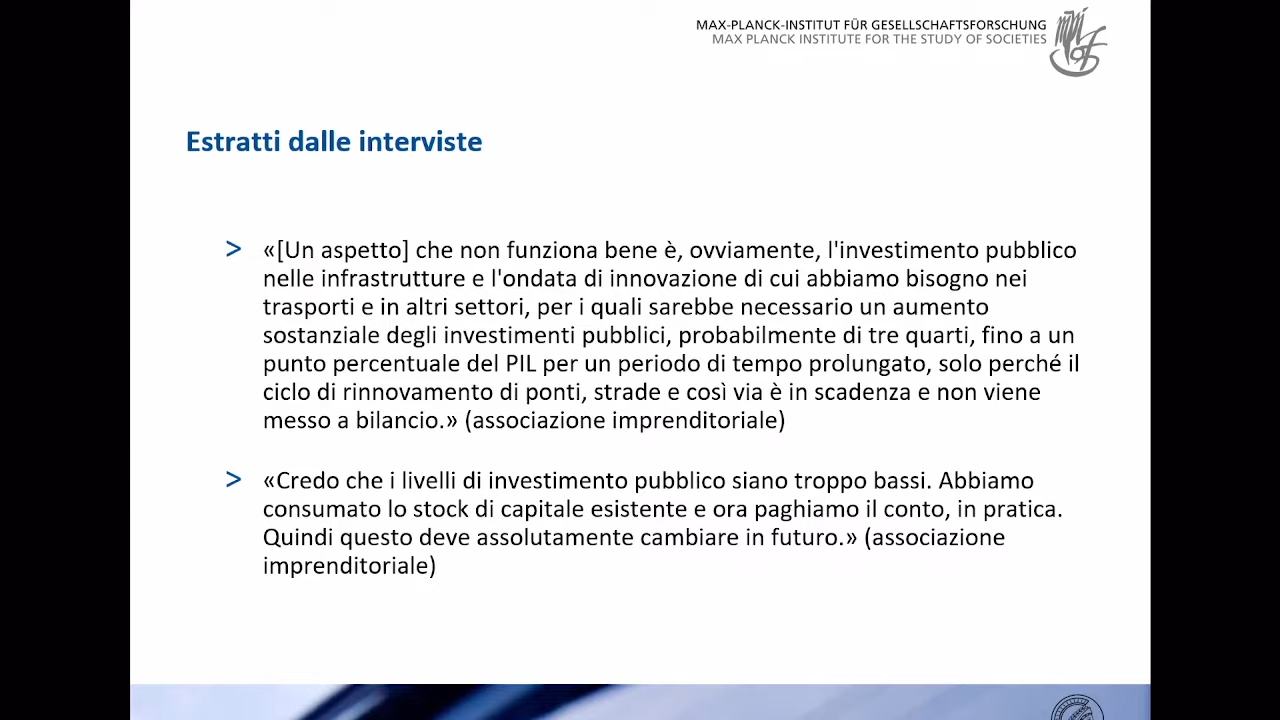 MAX-PLANCK-INSTITUT FÜR GESELLSCHAFTSFORSCHUNG
MAX PLANCK INSTITUTE FOR THE STUDY OF SOCIETIES
Estratti dalle interviste
> «[Un aspetto] che non funziona bene è, ovviamente, l'investimento pubblico
nelle infrastrutture e l'ondata di innovazione di cui abbiamo bisogno nei
trasporti e in altri settori, per i quali sarebbe necessario un aumento
sostanziale degli investimenti pubblici, probabilmente di tre quarti, fino a un
punto percentuale del PIL per un periodo di tempo prolungato, solo perché il
ciclo di rinnovamento di ponti, strade e così via è in scadenza e non viene
messo a bilancio.» (associazione imprenditoriale)
> «Credo che i livelli di investimento pubblico siano troppo bassi. Abbiamo
consumato lo stock di capitale esistente e ora paghiamo il conto, in pratica.
Quindi questo deve assolutamente cambiare in futuro.» (associazione
imprenditoriale)